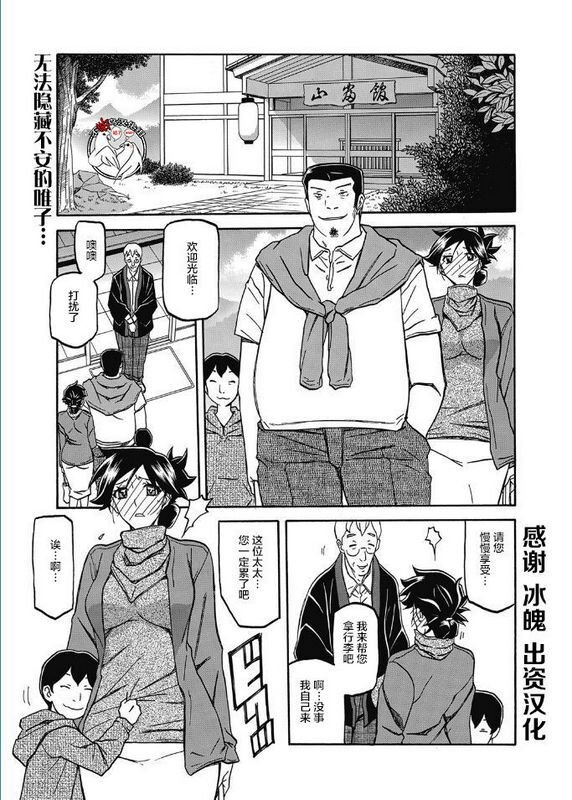 无法隐藏不安的唯子…
山翁館
欢迎光临…
噢噢
打扰了
请您
慢慢享受…
我来帮您
拿行李吧
啊…没事
我自己来
这位太太…
您一定累了吧
诶…啊…
感谢 冰魄 出资汉化